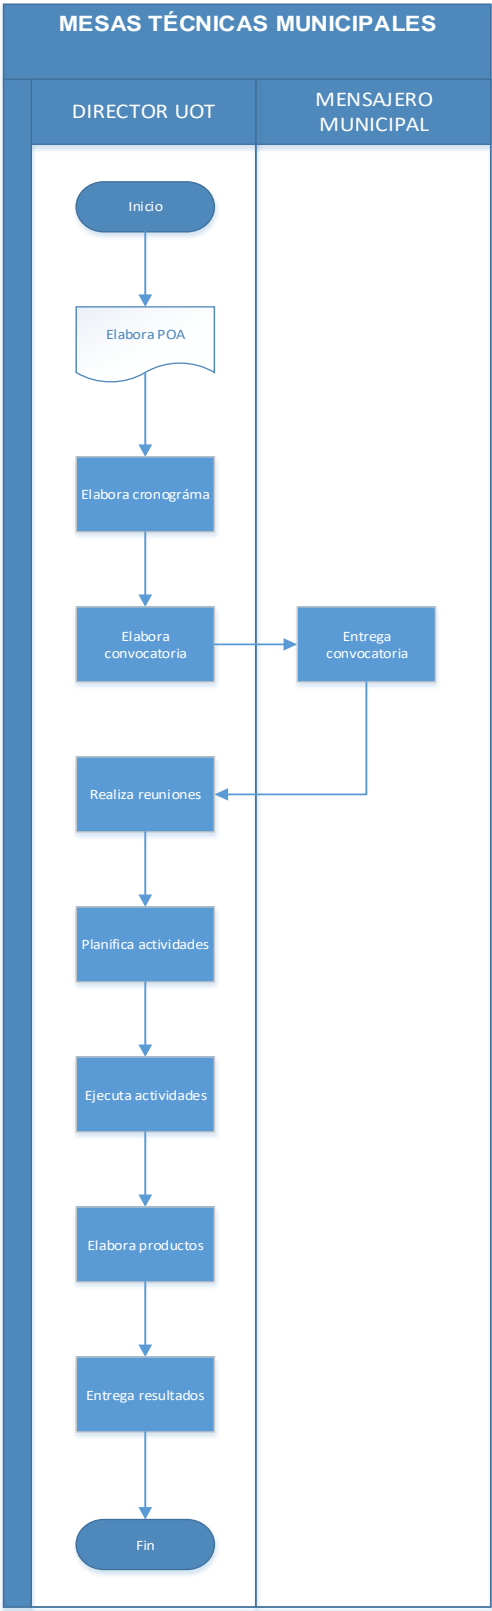 MESAS TÉCNICAS MUNICIPALES
DIRECTOR UOT
MENSAJERO
MUNICIPAL
Inicio
Elabora POA
Elabora cronográma
Elabora
convocatoria
Entrega
convocatoria
Realiza reuniones
Planifica actividades
Ejecuta actividades
Elabora productos
Entrega resultados
Fin